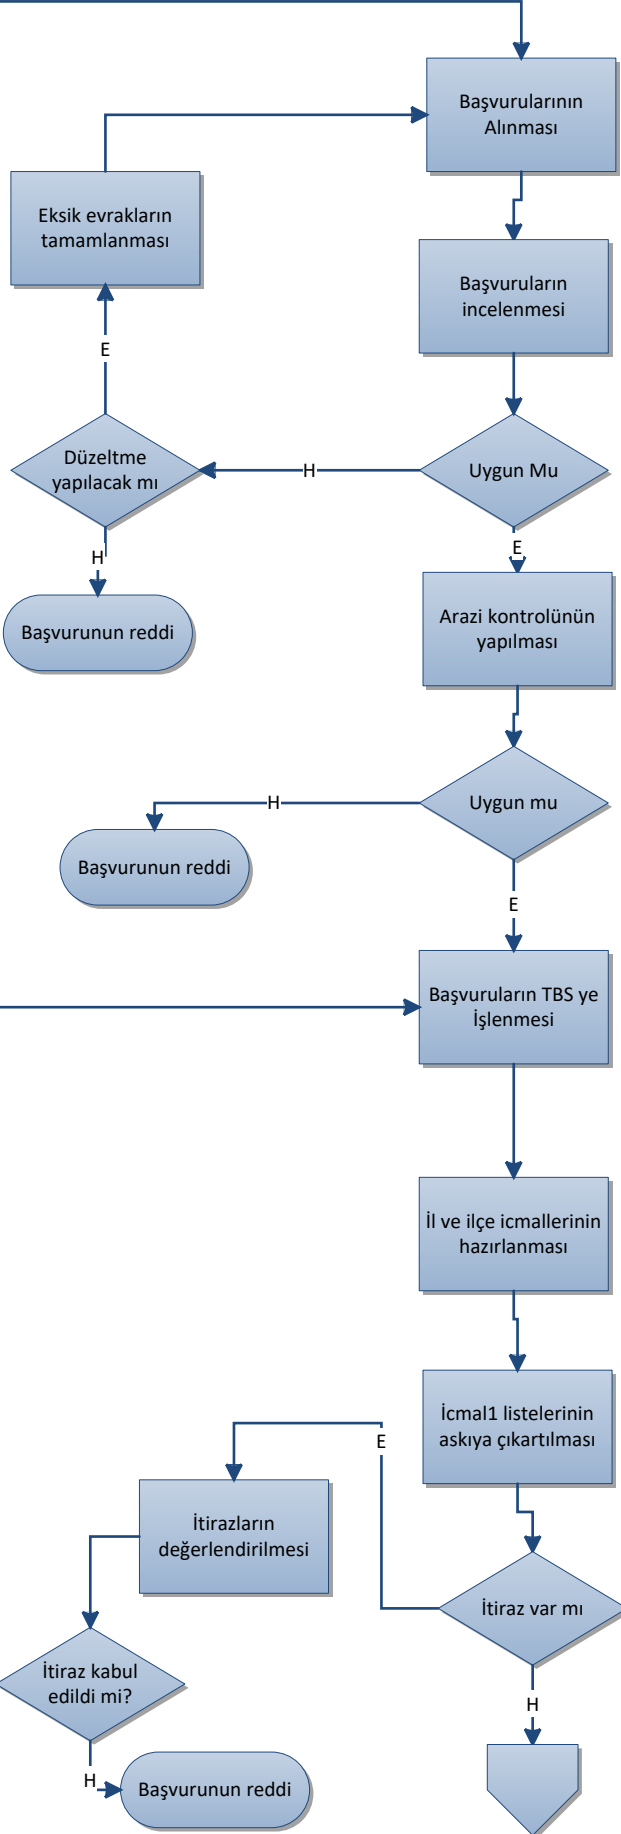 Başvurularının
Alınması
Eksik evrakların
tamamlanması
Başvuruların
incelenmesi
E
Düzeltme
yapılacak mı
H
Uygun Mu
H
E
Başvurunun reddi
Arazi kontrolünün
yapılması
H
Uygun mu
Başvurunun reddi
E
Başvuruların TBS ye
İşlenmesi
İl ve ilçe icmallerinin
hazırlanması
İcmal1 listelerinin
askıya çıkartılması
E
İtirazların
değerlendirilmesi
İtiraz var mı
İtiraz kabul
edildi mi?
H
H
Başvurunun reddi